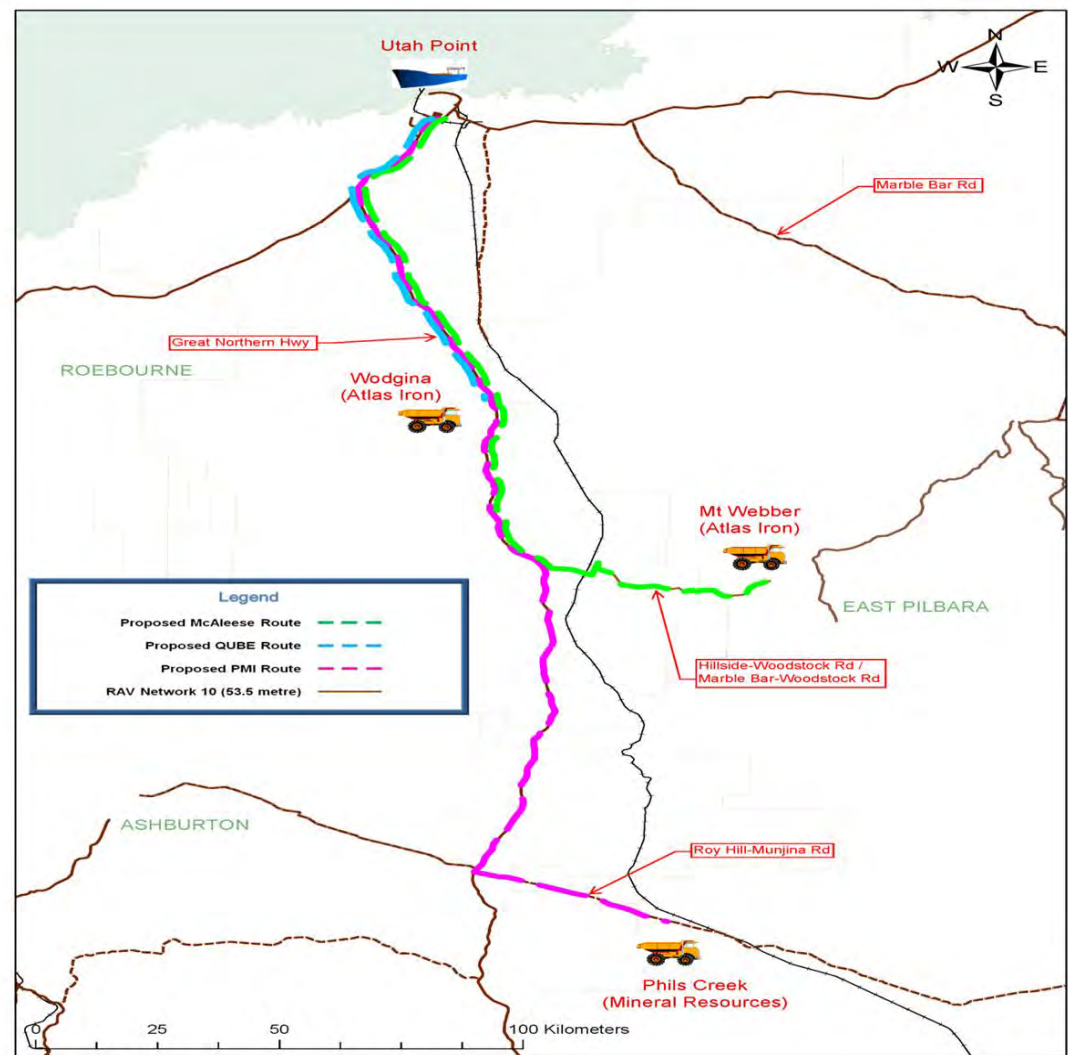 Utah Point
N
W
E
S
Marble Bar Rd
Great Northern Hwy
ROEBOURNE
Wodgina
(Atlas Iron)
Mt Webber
(Atlas Iron)
EAST PILBARA
Legend
Proposed McAleese Route
Proposed QUBE Route
Proposed PMI Route
RAV Network 10 (53.5 metre)
Hillside-Woodstock Rd /
Marble Bar-Woodstock Rd
ASHBURTON
Roy Hill-Munjina Rd
Phils Creek
(Mineral Resources)
0 25 50 100 Kilometers